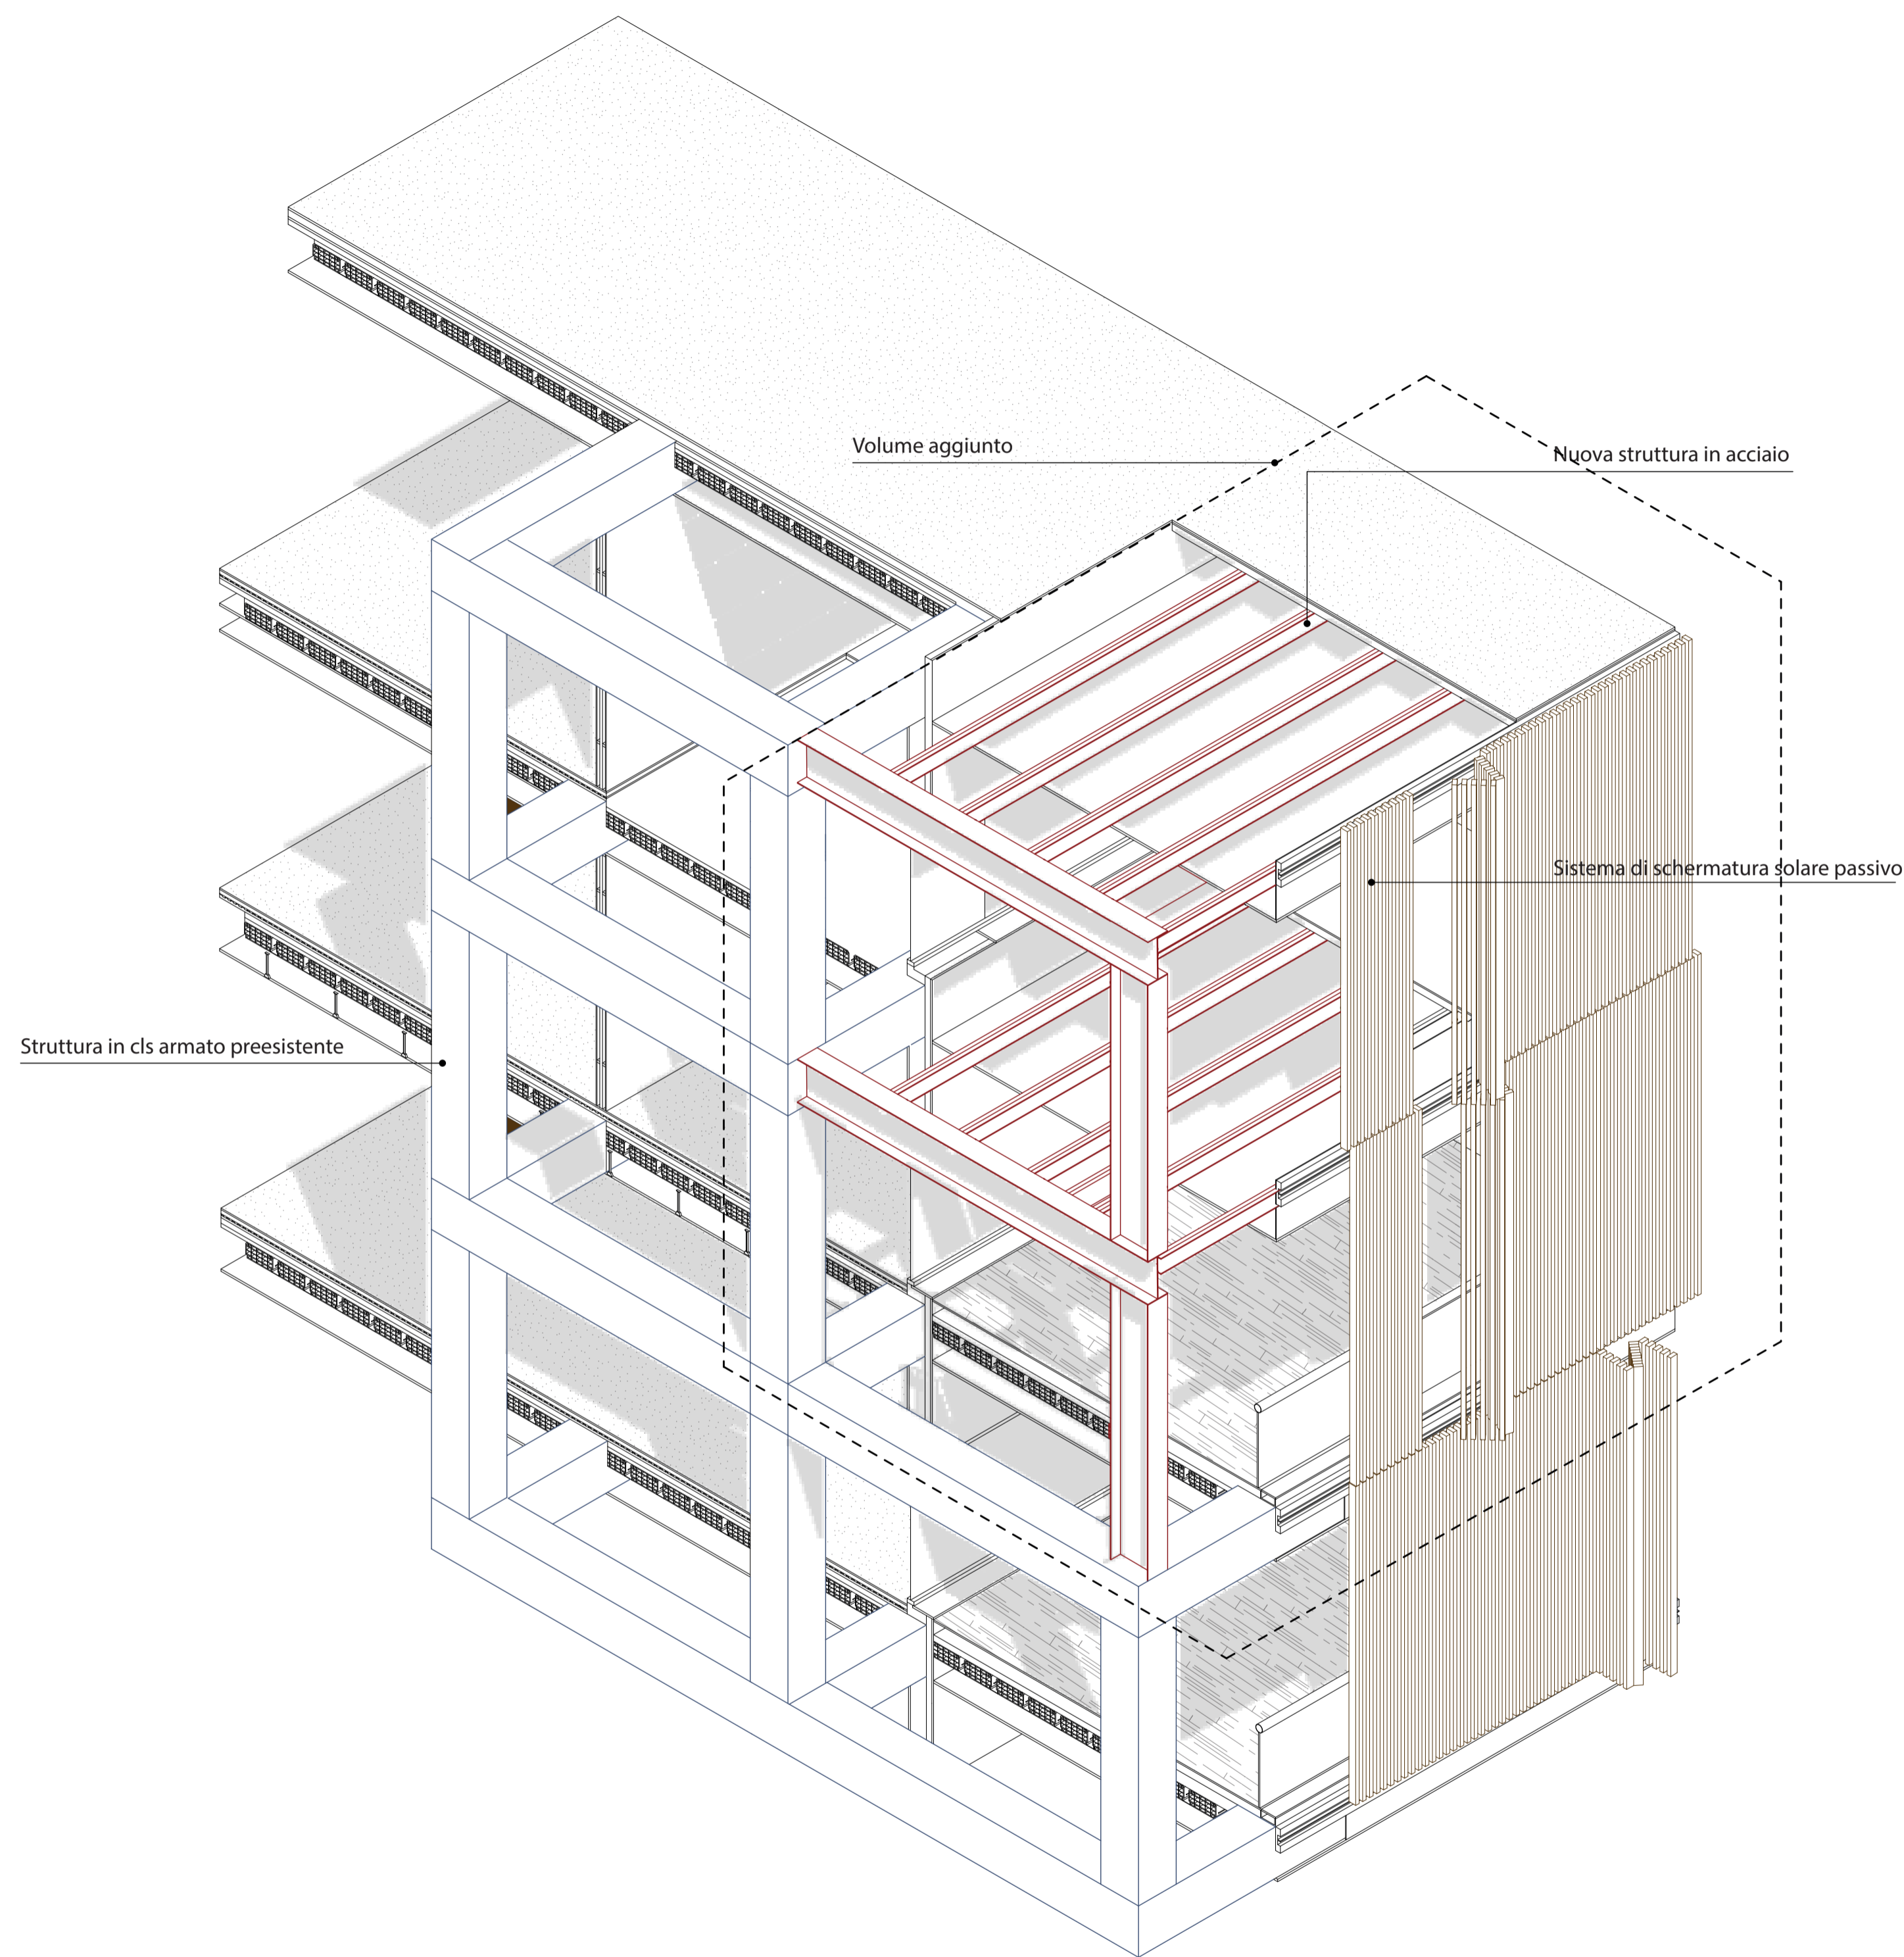 Volume aggiunto
Nuova struttura in acciaio
Sistema di schermatura solare passivo
Struttura in cls armato preesistente